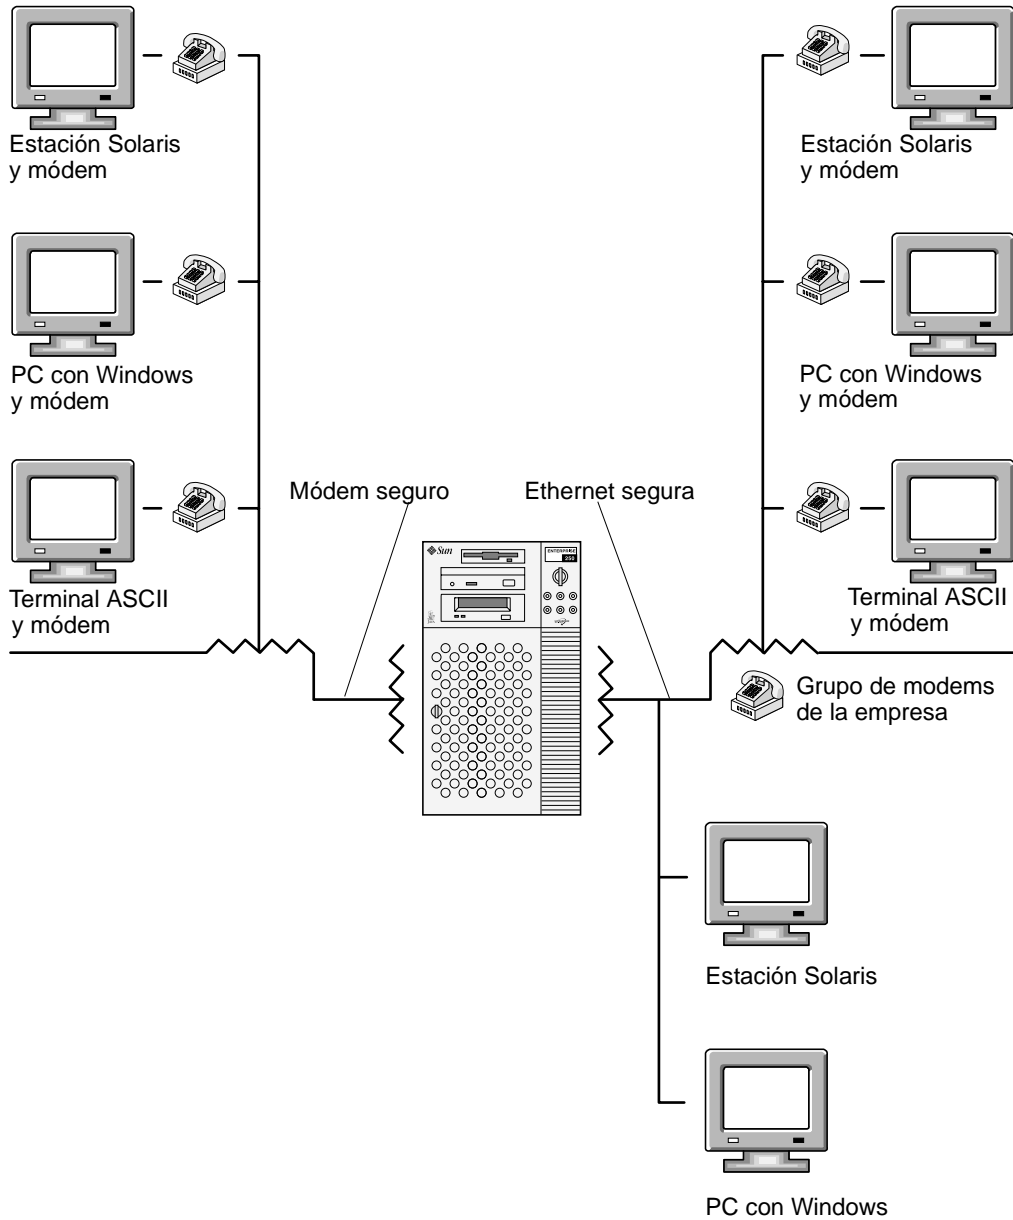 Estación Solaris
y módem
Estación Solaris
y módem
PC con Windows
y módem
PC con Windows
y módem
Módem seguro
Ethernet segura
Sun
ENTERPRISE
250
Terminal ASCII
y módem
Terminal ASCII
y módem
Grupo de modems
de la empresa
Estación Solaris
PC con Windows